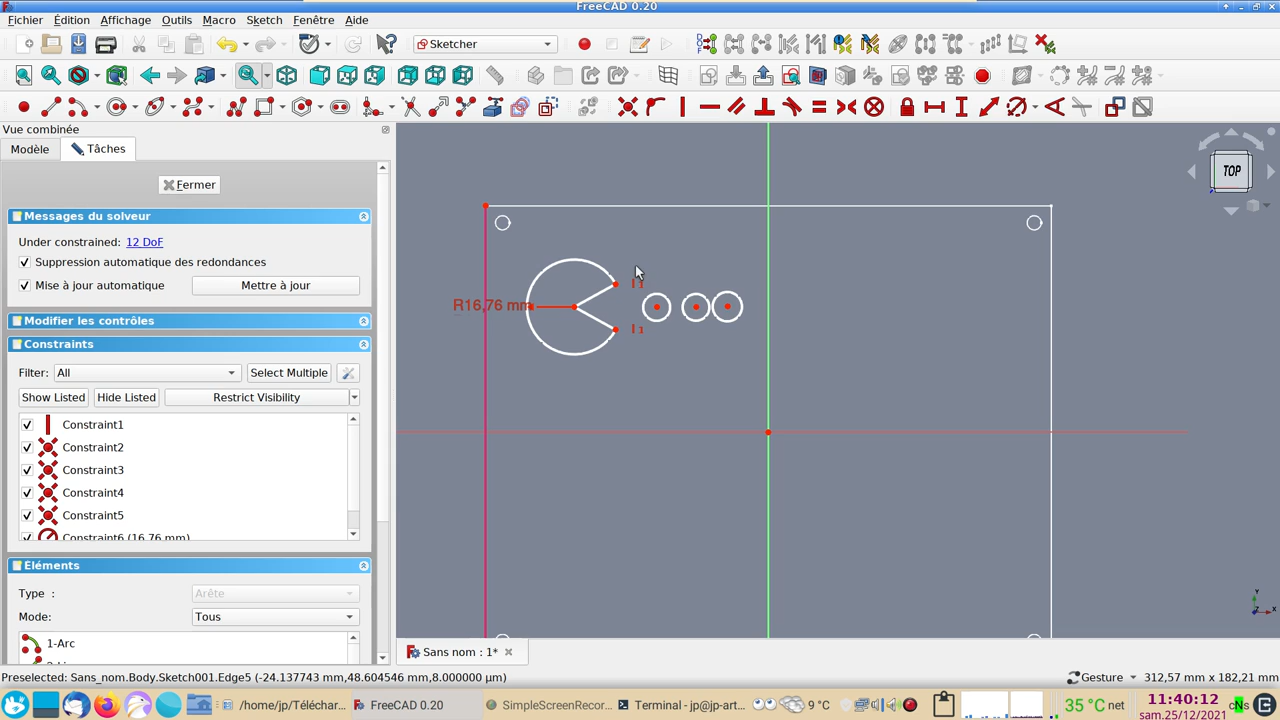 FreeCAD 0.20
Fichier Édition Affichage Outils Macro Sketch Fenêtre Aide
Sketcher
Vue combinée
Modèle Tâches
Fermer
Messages du solveur
Under constrained: 12 DoF
Suppression automatique des redondances
Mise à jour automatique Mettre à jour
Modifier les contrôles
Constraints
Filter: All Select Multiple
Show Listed Hide Listed Restrict Visibility
Constraint1
Constraint2
Constraint3
Constraint4
Constraint5
Constraint6 (16,76 mm)
Eléments
Type : Arête
Mode: Tous
1-Arc
R16,76 mm
TOP
Y
Z X
Sans nom : 1*
Preselected: Sans_nom.Body.Sketch001.Edge5 (-24.137743 mm,48.604546 mm,8.000000 µm) Gesture 312,57 mm x 182,21 mm
/home/jp/Téléchar... FreeCAD 0.20 SimpleScreenRecor... Terminal - jp@jp-art... 9 °C 35 °C net 11:40:12
sam.25/12/2021
cNs